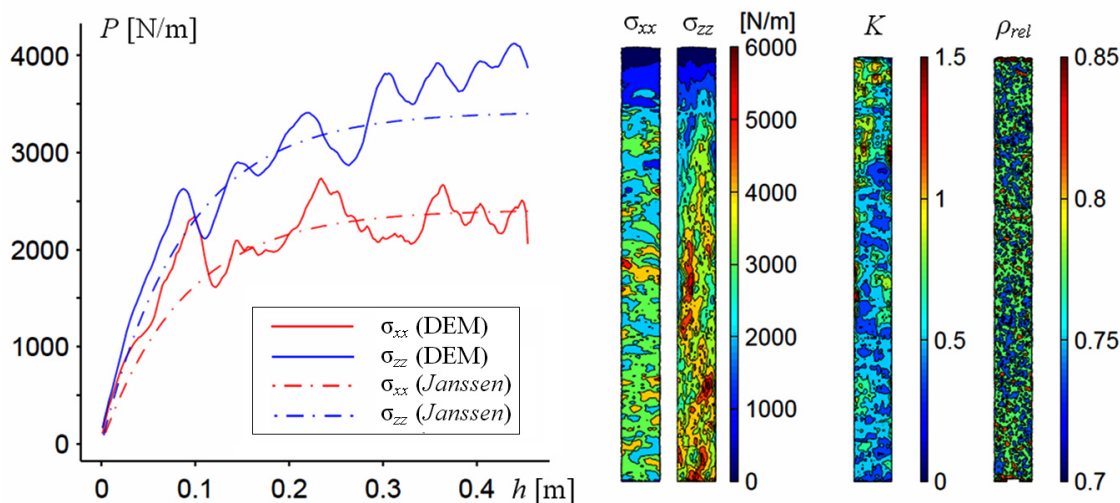 P [N/m]
4000
3000
2000
1000
0
0
0.1
0.2
0.3
0.4
h [m]
σxx (DEM)
σzz (DEM)
σxx (Janssen)
σzz (Janssen)
σxx
σzz
[N/m]
6000
5000
4000
3000
2000
1000
0
K
1.5
1
0.5
0
ρrel
0.85
0.8
0.75
0.7